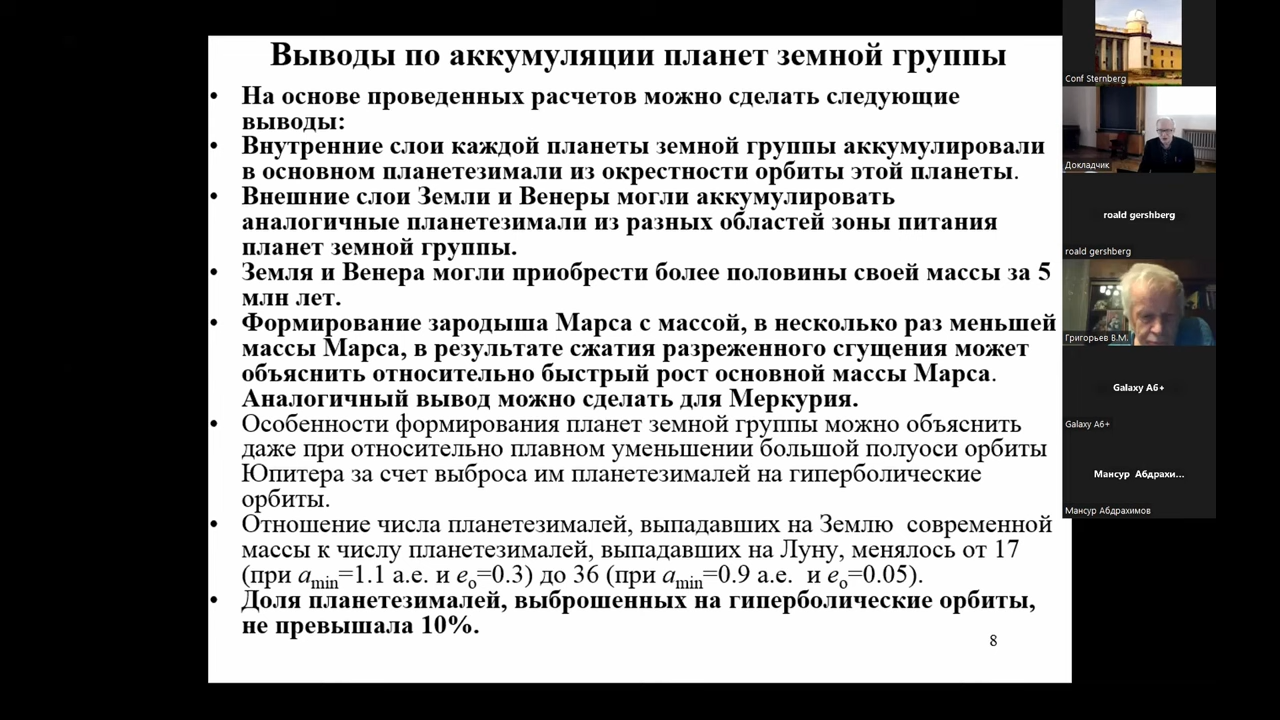 Выводы по аккумуляции планет земной группы
• На основе проведенных расчетов можно сделать следующие
выводы:
• Внутренние слои каждой планеты земной группы аккумулировали
в основном планетезимали из окрестности орбиты этой планеты.
• Внешние слои Земли и Венеры могли аккумулировать
аналогичные планетезимали из разных областей зоны питания
планет земной группы.
• Земля и Венера могли приобрести более половины своей массы за 5
млн лет.
• Формирование зародыша Марса с массой, в несколько раз меньшей
массы Марса, в результате сжатия разреженного сгущения может
объяснить относительно быстрый рост основной массы Марса.
Аналогичный вывод можно сделать для Меркурия.
• Особенности формирования планет земной группы можно объяснить
даже при относительно плавном уменьшении большой полуоси орбиты
Юпитера за счет выброса им планетезималей на гиперболические
орбиты.
• Отношение числа планетезималей, выпадавших на Землю современной
массы к числу планетезималей, выпадавших на Луну, менялось от 17
(при amin=1.1 а.е. и eo=0.3) до 36 (при amin=0.9 а.е. и eo=0.05).
• Доля планетезималей, выброшенных на гиперболические орбиты,
не превышала 10%.
8
Conf Sternberg
Докладчик
roald gershberg
roald gershberg
Григорьев В.М.
Galaxy A6+
Galaxy A6+
Мансур Абдрахи...
Мансур Абдрахимов